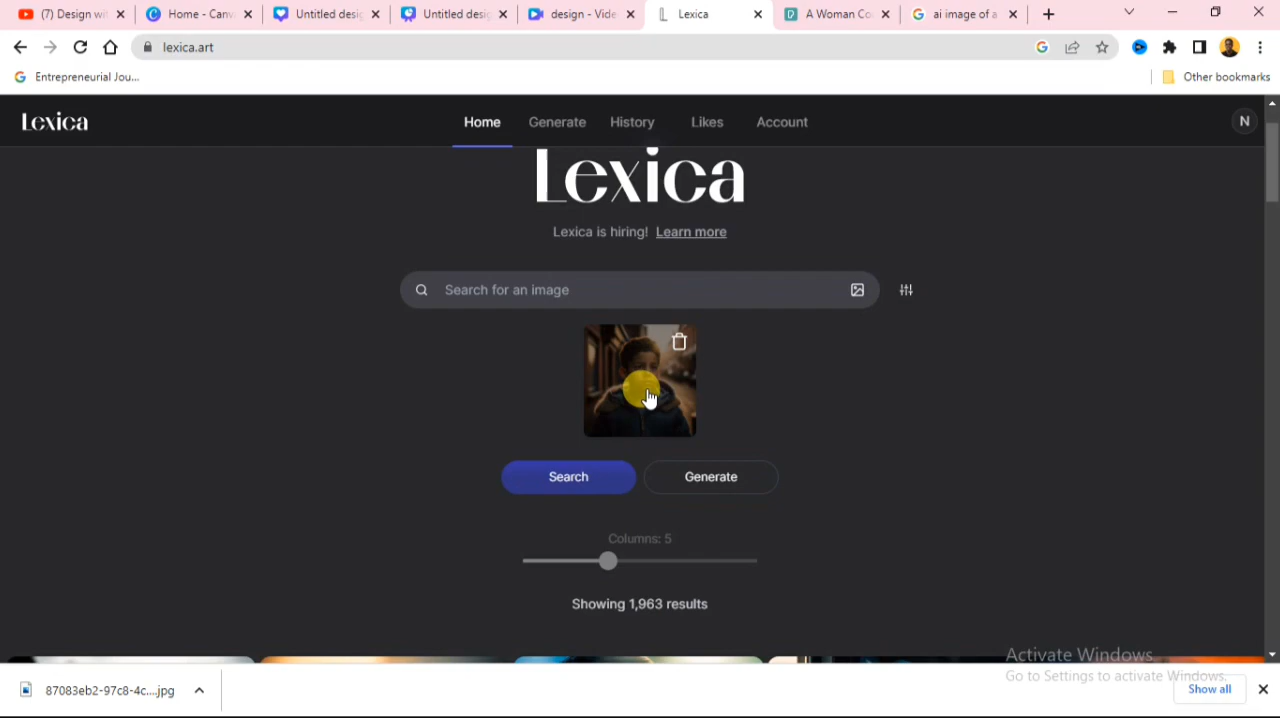 (7) Design wit
Home - Canv
Untitled desig
Untitled desig
design - Vide
Lexica
A Woman Co
ai image of a
lexica.art
Entrepreneurial Jou...
Other bookmarks
Lexica
Home
Generate
History
Likes
Account
N
Lexica
Lexica is hiring! Learn more
Search for an image
Search
Generate
Columns: 5
Showing 1,963 results
Activate Windows
Go to Settings to activate Windows.
87083eb2-97c8-4c....jpg
Show all